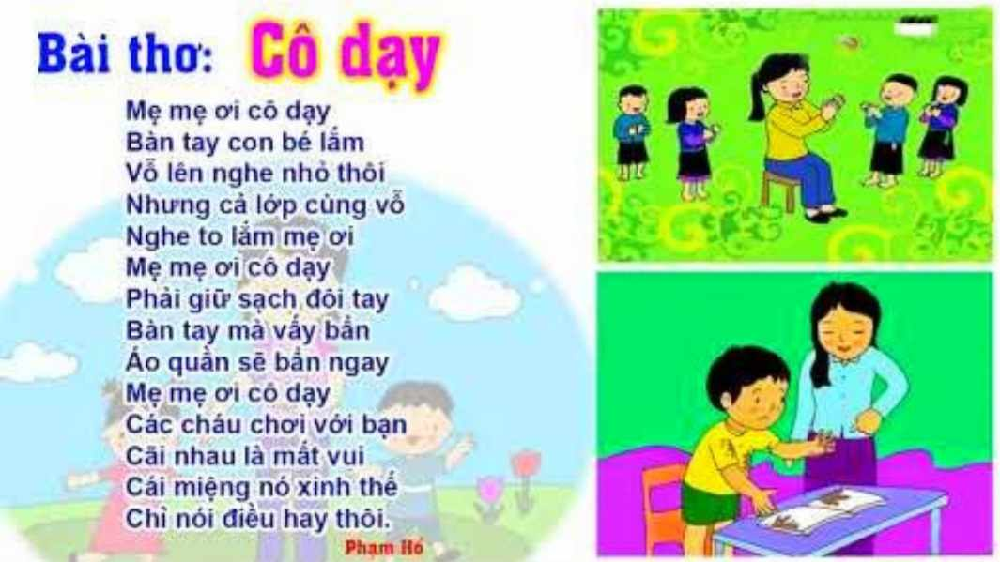 Bài thơ: Cô dạy
Mẹ mẹ ơi cô dạy
Bàn tay con bé lắm
Vỗ lên nghe nhỏ thôi
Nhưng cả lớp cùng vỗ
Nghe to lắm mẹ ơi
Mẹ mẹ ơi cô dạy
Phải giữ sạch đôi tay
Bàn tay mà vấy bẩn
Áo quần sẽ bẩn ngay
Mẹ mẹ ơi cô dạy
Các cháu chơi với bạn
Cãi nhau là mất vui
Cái miệng nó xinh thế
Chỉ nói điều hay thôi.
Phạm Hổ